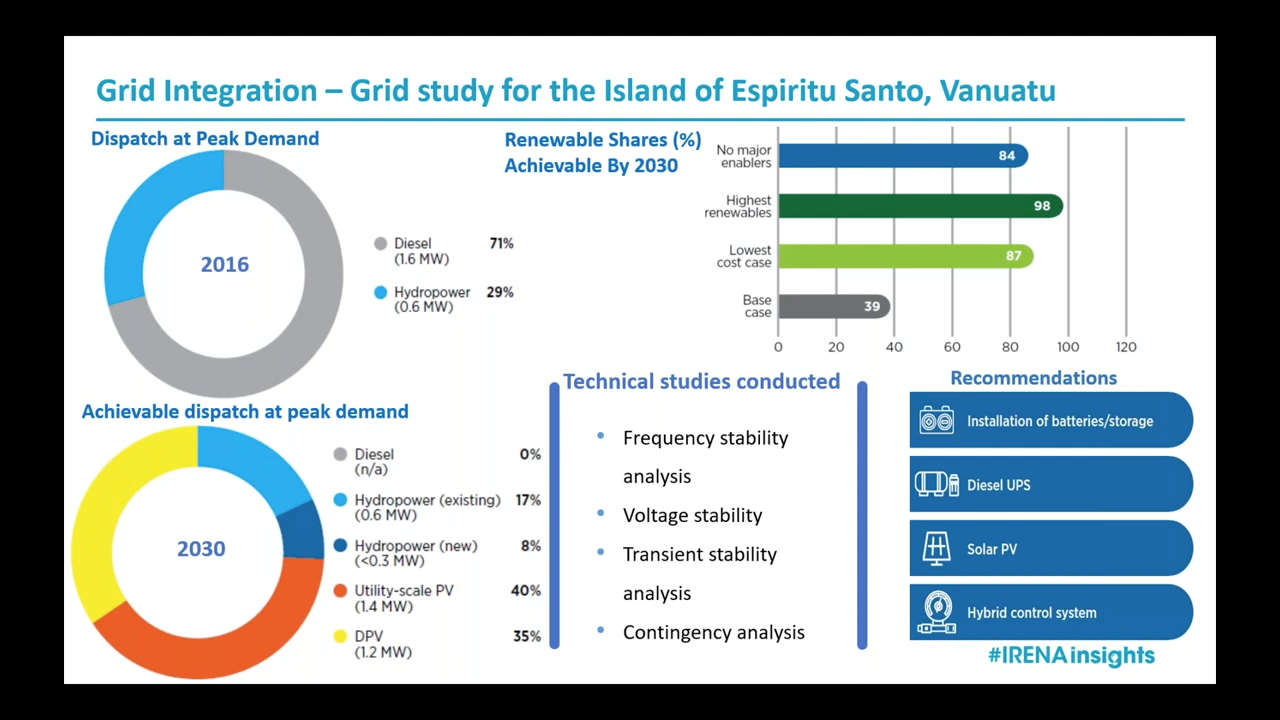 Grid Integration – Grid study for the Island of Espiritu Santo, Vanuatu
Dispatch at Peak Demand
2016
Diesel 71%
(1.6 MW)
Hydropower 29%
(0.6 MW)
Renewable Shares (%)
Achievable By 2030
No major
enablers
84
Highest
renewables
98
Lowest
cost case
87
Base
case
39
0 20 40 60 80 100 120
Achievable dispatch at peak demand
2030
Diesel 0%
(n/a)
Hydropower (existing) 17%
(0.6 MW)
Hydropower (new) 8%
(<0.3 MW)
Utility-scale PV 40%
(1.4 MW)
DPV 35%
(1.2 MW)
Technical studies conducted
• Frequency stability
analysis
• Voltage stability
• Transient stability
analysis
• Contingency analysis
Recommendations
Installation of batteries/storage
Diesel UPS
Solar PV
Hybrid control system
#IRENAinsights